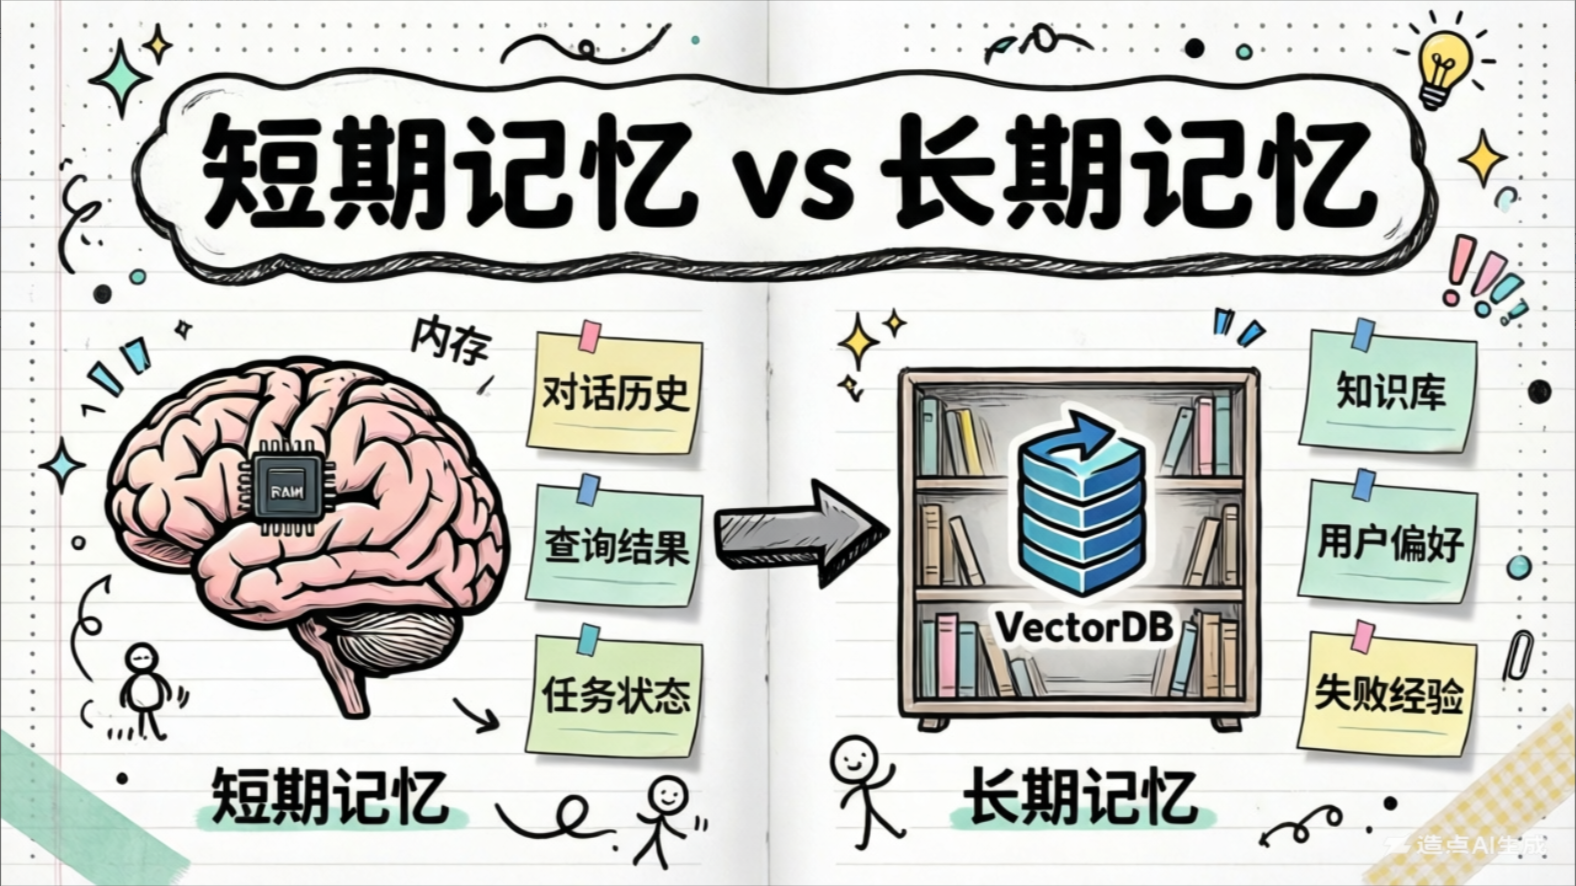 短期记忆 vs 长期记忆
内存
RAM
对话历史
查询结果
任务状态
短期记忆
VectorDB
知识库
用户偏好
失败经验
长期记忆
造点AI生成